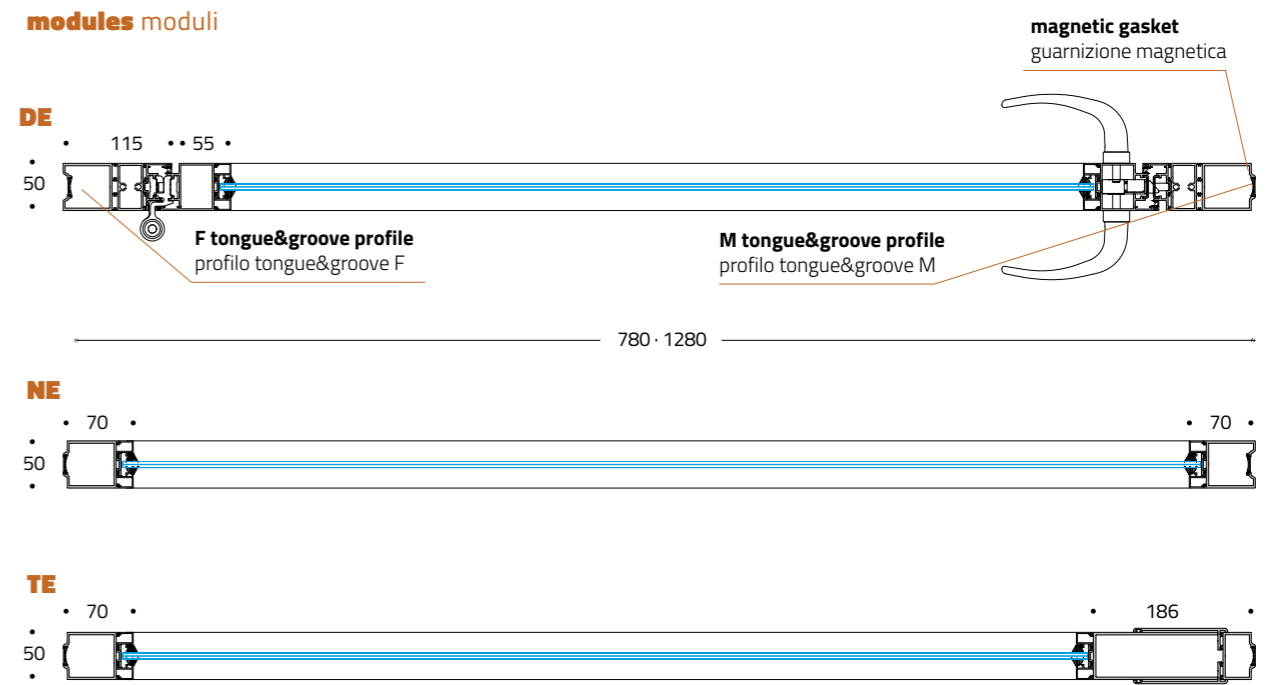 modules moduli
magnetic gasket
guarnizione magnetica
DE
115
55
50
F tongue&groove profile
profilo tongue&groove F
M tongue&groove profile
profilo tongue&groove M
780 · 1280
NE
70
70
50
TE
70
186
50